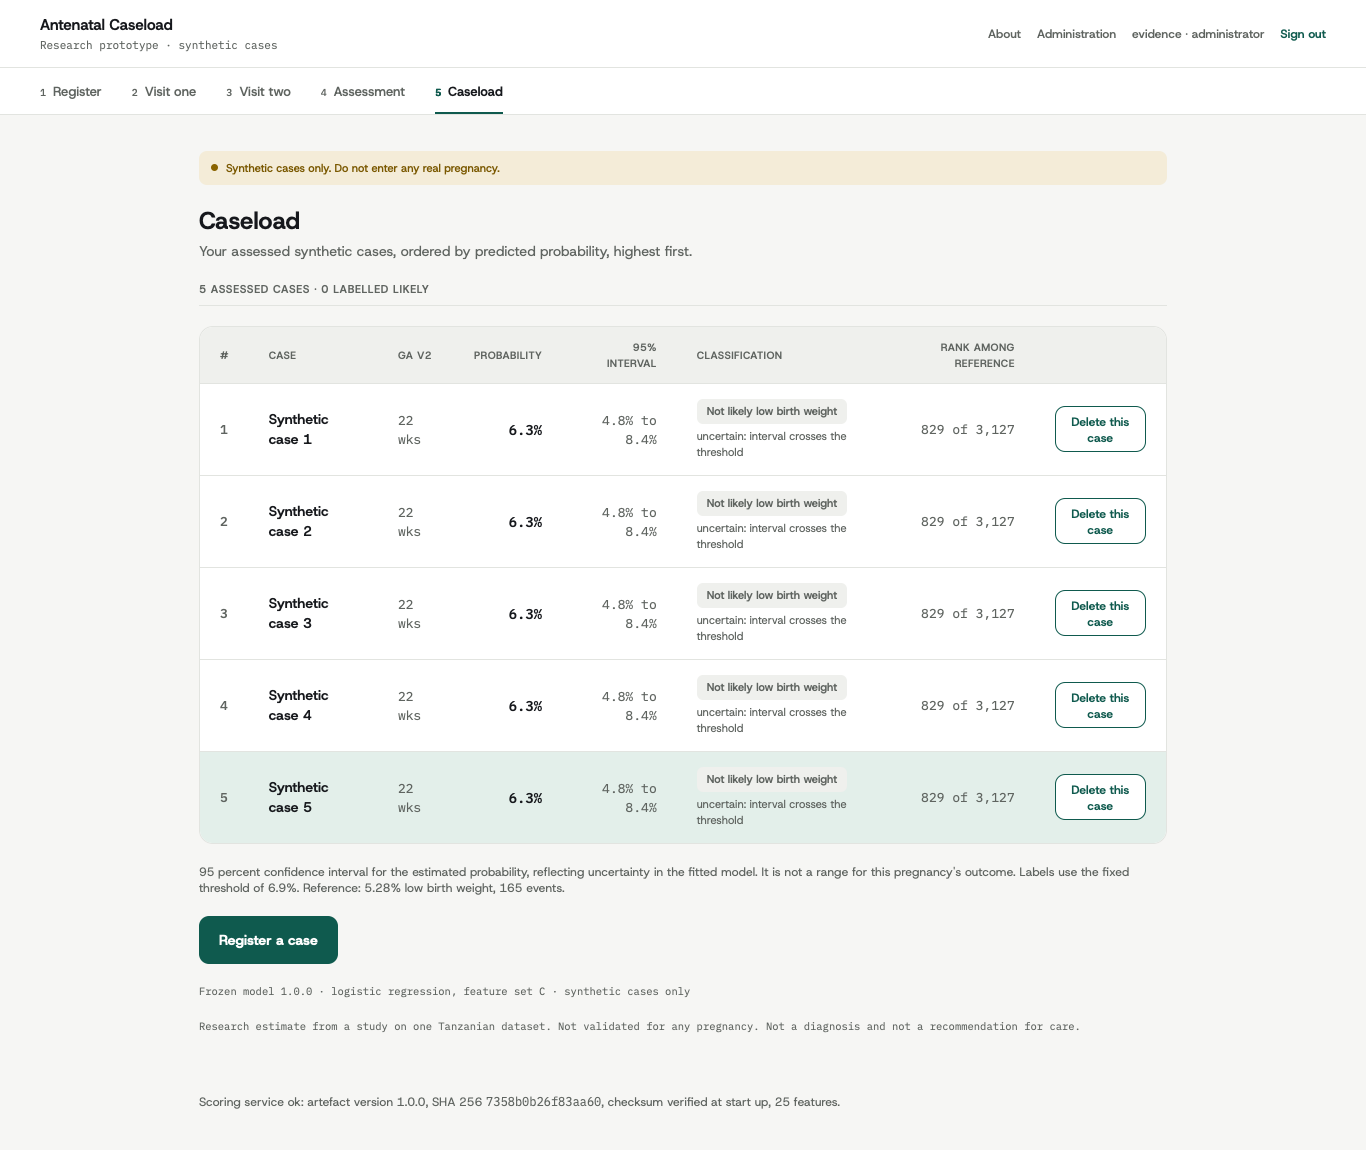 Antenatal Caseload
Research prototype · synthetic cases
About Administration evidence · administrator Sign out
1 Register 2 Visit one 3 Visit two 4 Assessment 5 Caseload
Synthetic cases only. Do not enter any real pregnancy.
Caseload
Your assessed synthetic cases, ordered by predicted probability, highest first.
5 ASSESSED CASES · 0 LABELLED LIKELY
# CASE GA V2 PROBABILITY 95% INTERVAL CLASSIFICATION RANK AMONG REFERENCE
1 Synthetic case 1 22 wks 6.3% 4.8% to 8.4% Not likely low birth weight
uncertain: interval crosses the threshold 829 of 3,127 Delete this case
2 Synthetic case 2 22 wks 6.3% 4.8% to 8.4% Not likely low birth weight
uncertain: interval crosses the threshold 829 of 3,127 Delete this case
3 Synthetic case 3 22 wks 6.3% 4.8% to 8.4% Not likely low birth weight
uncertain: interval crosses the threshold 829 of 3,127 Delete this case
4 Synthetic case 4 22 wks 6.3% 4.8% to 8.4% Not likely low birth weight
uncertain: interval crosses the threshold 829 of 3,127 Delete this case
5 Synthetic case 5 22 wks 6.3% 4.8% to 8.4% Not likely low birth weight
uncertain: interval crosses the threshold 829 of 3,127 Delete this case
95 percent confidence interval for the estimated probability, reflecting uncertainty in the fitted model. It is not a range for this pregnancy's outcome. Labels use the fixed
threshold of 6.9%. Reference: 5.28% low birth weight, 165 events.
Register a case
Frozen model 1.0.0 · logistic regression, feature set C · synthetic cases only
Research estimate from a study on one Tanzanian dataset. Not validated for any pregnancy. Not a diagnosis and not a recommendation for care.
Scoring service ok: artefact version 1.0.0, SHA 256 7358b0b26f83aa60, checksum verified at start up, 25 features.